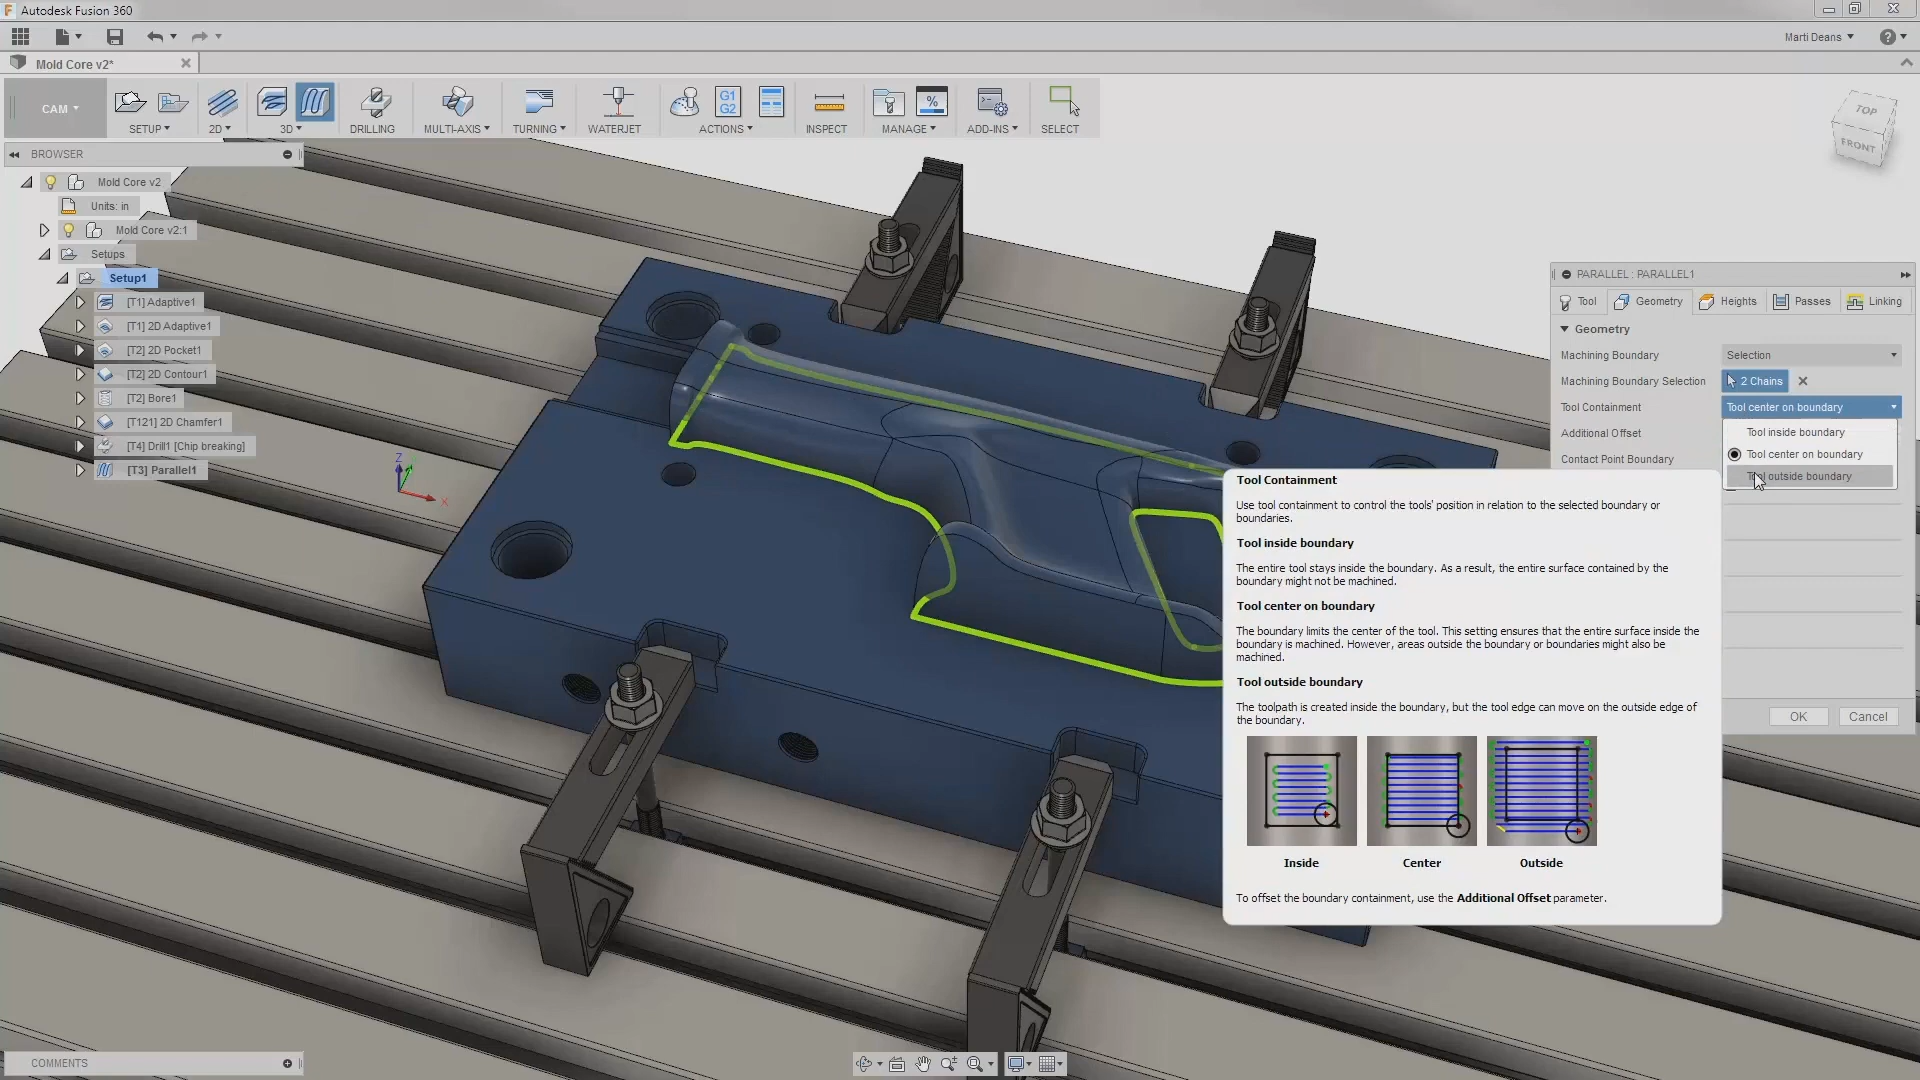 Autodesk Fusion 360
Marti Deans
Mold Core v2*
CAM
SETUP
2D
3D
DRILLING
MULTI-AXIS
TURNING
WATERJET
G1
G2
ACTIONS
INSPECT
%
MANAGE
ADD-INS
SELECT
TOP
FRONT
BROWSER
Mold Core v2
Units: in
Mold Core v2:1
Setups
Setup1
[T1] Adaptive1
[T1] 2D Adaptive1
[T2] 2D Pocket1
[T2] 2D Contour1
[T2] Bore1
[T121] 2D Chamfer1
[T4] Drill1 [Chip breaking]
[T3] Parallel1
Z
X
PARALLEL : PARALLEL1
Tool
Geometry
Heights
Passes
Linking
Geometry
Machining Boundary
Selection
Machining Boundary Selection
2 Chains
Tool Containment
Tool center on boundary
Additional Offset
Contact Point Boundary
Tool inside boundary
Tool center on boundary
Tool outside boundary
OK
Cancel
Tool Containment
Use tool containment to control the tools' position in relation to the selected boundary or
boundaries.
Tool inside boundary
The entire tool stays inside the boundary. As a result, the entire surface contained by the
boundary might not be machined.
Tool center on boundary
The boundary limits the center of the tool. This setting ensures that the entire surface inside the
boundary is machined. However, areas outside the boundary or boundaries might also be
machined.
Tool outside boundary
The toolpath is created inside the boundary, but the tool edge can move on the outside edge of
the boundary.
Inside
Center
Outside
To offset the boundary containment, use the Additional Offset parameter.
COMMENTS